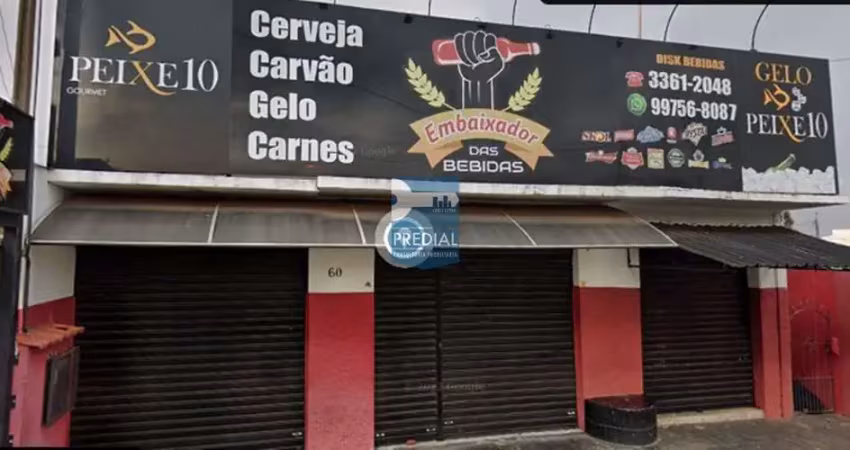 PEIXE10
GOURMET
Cerveja
Carvão
Gelo
Carnes
Embaixador
DAS
BEBIDAS
DISK BEBIDAS
3361-2048
99756-8087
GELO
PEIXE10
60
PREDIAL